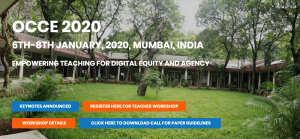 OCCE 2020
6TH-8TH JANUARY, 2020, MUMBAI, INDIA
EMPOWERING TEACHING FOR DIGITAL EQUITY AND AGENCY
KEYNOTES ANNOUNCED
REGISTER HERE FOR TEACHER WORKSHOP
WORKSHOP DETAILS
CLICK HERE TO DOWNLOAD CALL FOR PAPER GUIDELINES